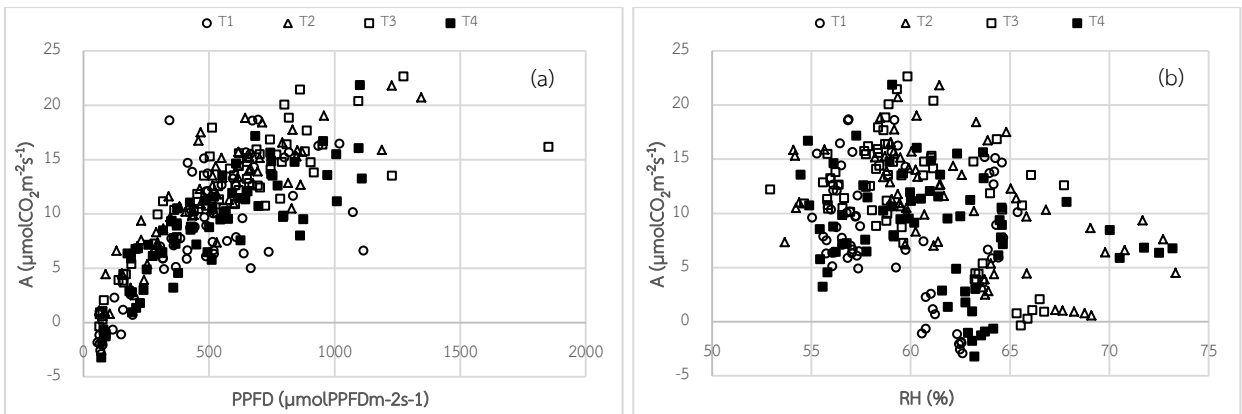 T1 T2 T3 T4
(a)
A (µmolCO2m-2s-1)
25
20
15
10
5
0
-5
0 500 1000 1500 2000
PPFD (µmolPPFDm-2s-1)
T1 T2 T3 T4
(b)
A (µmolCO2m-2s-1)
25
20
15
10
5
0
-5
50 55 60 65 70 75
RH (%)